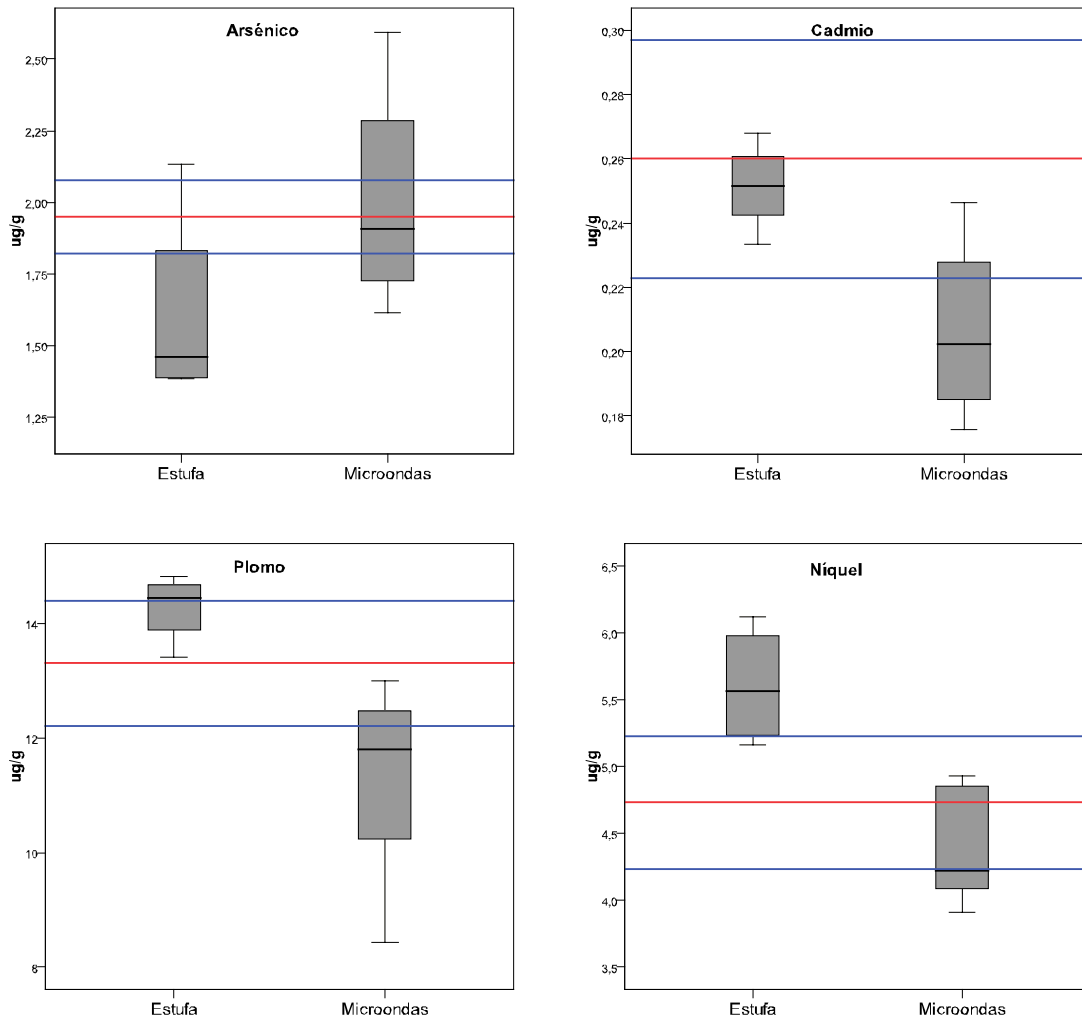 Arsénico
2,50
2,25
2,00
1,75
1,50
1,25
ug/g
Estufa Microondas
Cadmio
0,30
0,28
0,26
0,24
0,22
0,20
0,18
ug/g
Estufa Microondas
Plomo
14
12
10
8
ug/g
Estufa Microondas
Níquel
6,5
6,0
5,5
5,0
4,5
4,0
3,5
ug/g
Estufa Microondas